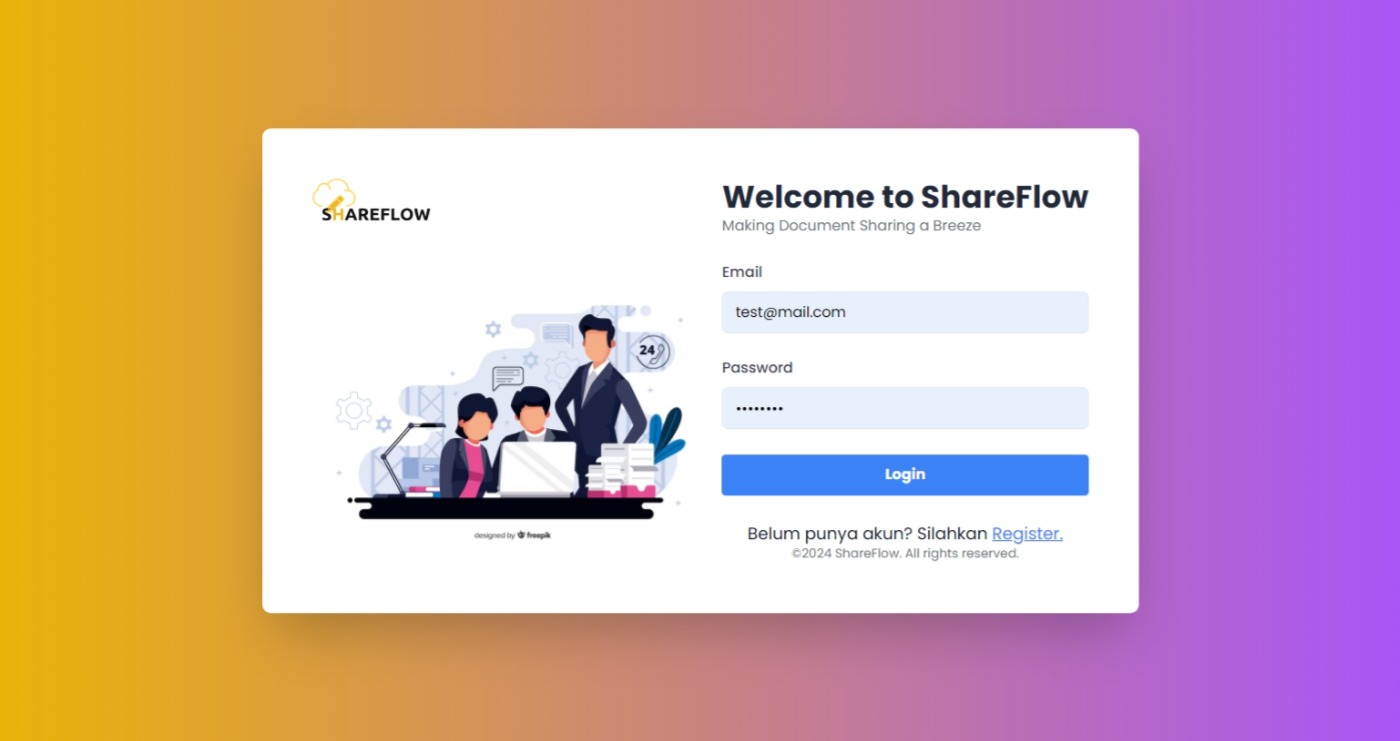 SHAREFLOW
Welcome to ShareFlow
Making Document Sharing a Breeze
Email
test@mail.com
Password
••••••••
Login
Belum punya akun? Silahkan Register.
©2024 ShareFlow. All rights reserved.
24
designed by freepik